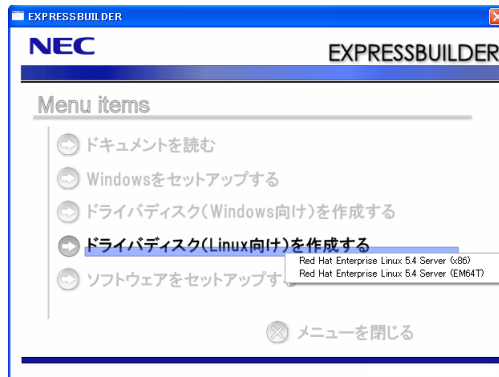 EXPRESSBUILDER
NEC
EXPRESSBUILDER
Menu items
ドキュメントを読む
Windowsをセットアップする
ドライバディスク(Windows向け)を作成する
ドライバディスク(Linux向け)を作成する
Red Hat Enterprise Linux 5.4 Server (x86)
Red Hat Enterprise Linux 5.4 Server (EM64T)
ソフトウェアをセットアップする
メニューを閉じる